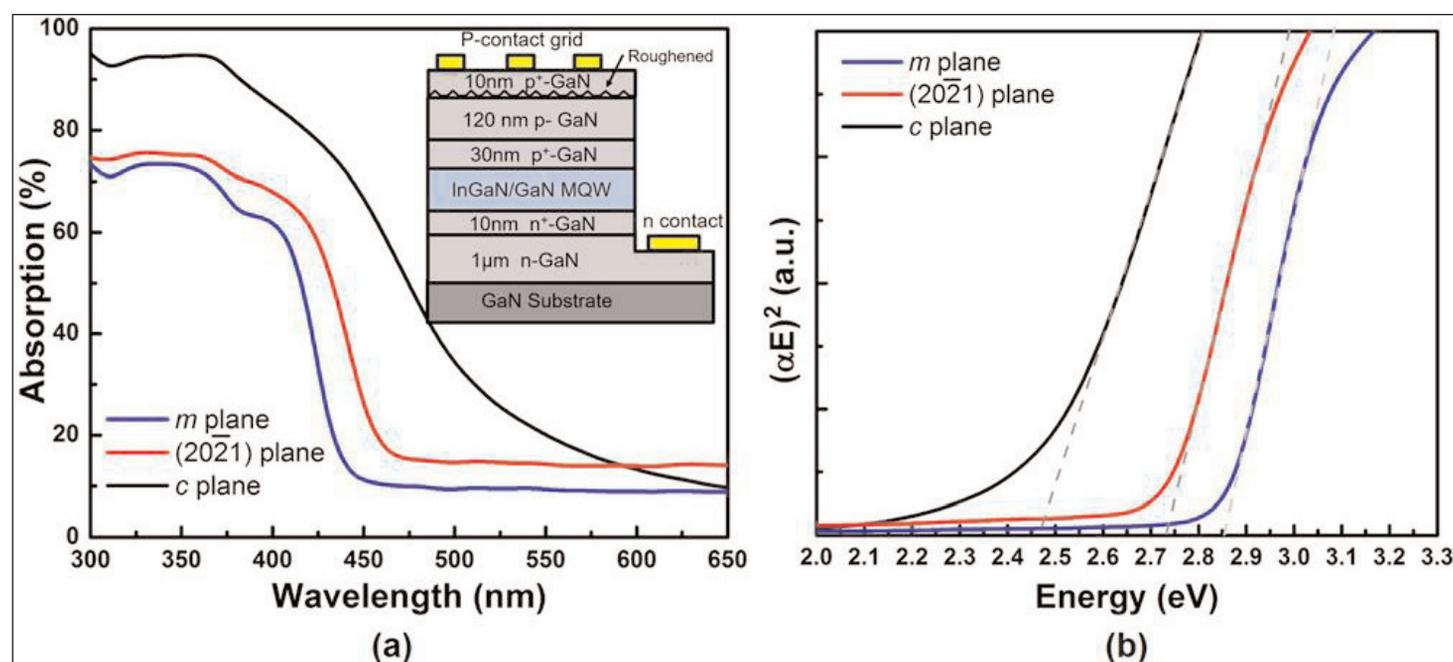 100
80
60
40
20
0
Absorption (%)
300 350 400 450 500 550 600 650
Wavelength (nm)
(a)
P-contact grid
Roughened
10nm p⁺-GaN
120 nm p- GaN
30nm p⁺-GaN
InGaN/GaN MQW
10nm n⁺-GaN
n contact
1μm n-GaN
GaN Substrate
m plane
(202̅1) plane
c plane
(αE)² (a.u.)
m plane
(202̅1) plane
c plane
2.0 2.1 2.2 2.3 2.4 2.5 2.6 2.7 2.8 2.9 3.0 3.1 3.2 3.3
Energy (eV)
(b)